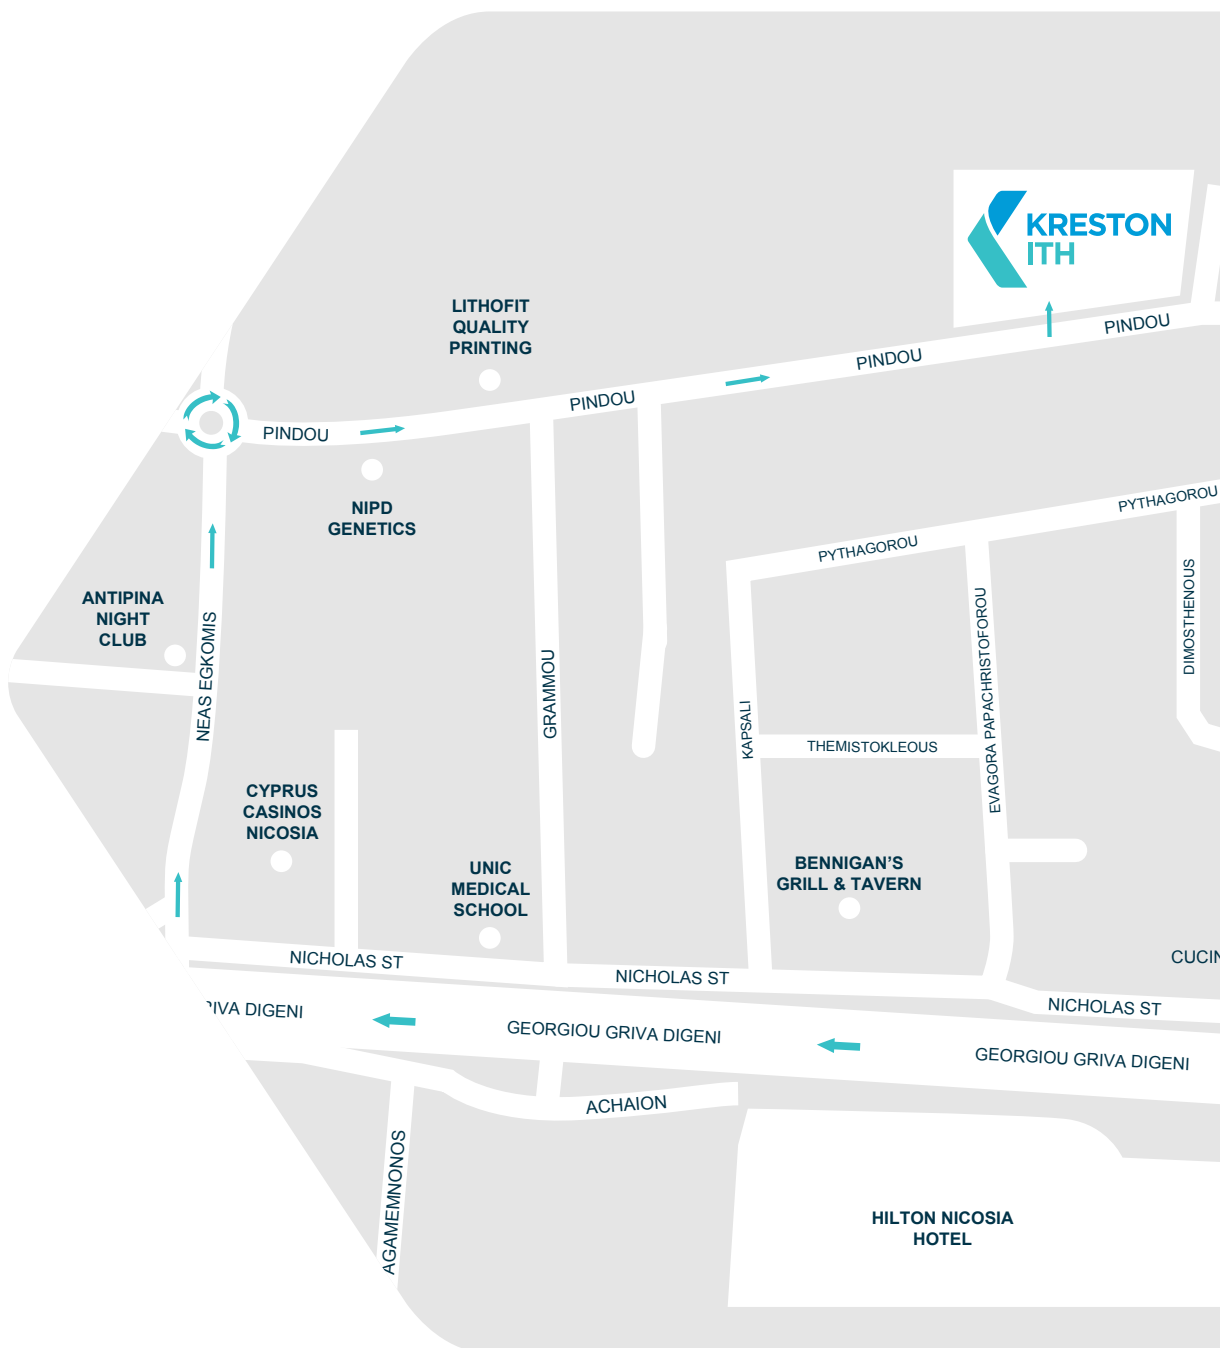 KRESTON
ITH
PINDOU
LITHOFIT
QUALITY
PRINTING
PINDOU
PINDOU
PINDOU
NIPD
GENETICS
PYTHAGOROU
PYTHAGOROU
ANTIPINA
NIGHT
CLUB
NEAS EGKOMIS
GRAMMOU
KAPSALI
THEMISTOKLEOUS
EVAGORA PAPACHRISTOFOROU
DIMOSTHENOUS
CYPRUS
CASINOS
NICOSIA
UNIC
MEDICAL
SCHOOL
BENNIGAN’S
GRILL & TAVERN
CUCIN
NICHOLAS ST
NICHOLAS ST
NICHOLAS ST
RIVA DIGENI
GEORGIOU GRIVA DIGENI
GEORGIOU GRIVA DIGENI
ACHAION
AGAMEMNONOS
HILTON NICOSIA
HOTEL